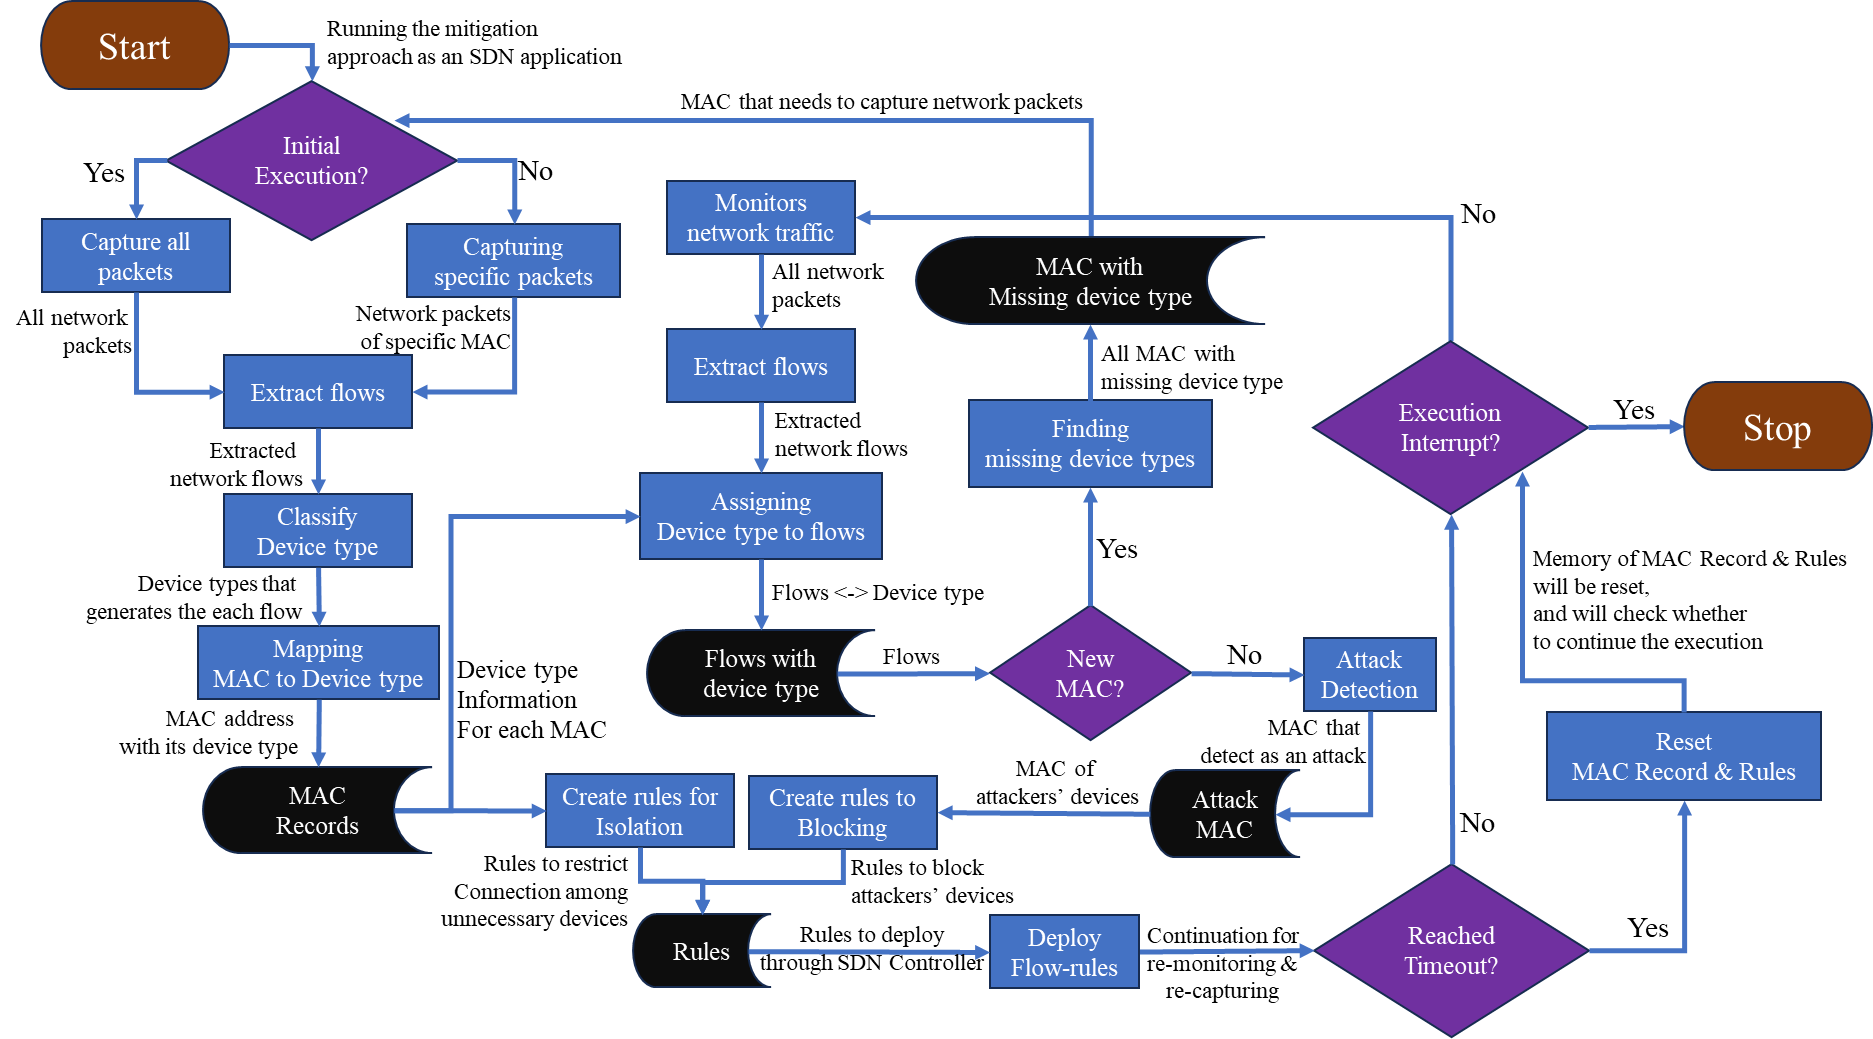 Start
Running the mitigation
approach as an SDN application
Initial
Execution?
Yes
No
MAC that needs to capture network packets
Capture all
packets
Capturing
specific packets
All network
packets
Network packets
of specific MAC
Extract flows
Extracted
network flows
Classify
Device type
Device types that
generates the each flow
Mapping
MAC to Device type
MAC address
with its device type
MAC
Records
Device type
Information
For each MAC
Monitors
network traffic
All network
packets
Extract flows
Extracted
network flows
Assigning
Device type to flows
Flows <-> Device type
Flows with
device type
Flows
New
MAC?
Yes
No
Finding
missing device types
All MAC with
missing device type
MAC with
Missing device type
Attack
Detection
MAC that
detect as an attack
Attack
MAC
MAC of
attackers’ devices
Create rules to
Blocking
Create rules for
Isolation
Rules to restrict
Connection among
unnecessary devices
Rules to block
attackers’ devices
Rules
Rules to deploy
through SDN Controller
Deploy
Flow-rules
Continuation for
re-monitoring &
re-capturing
Reached
Timeout?
No
Yes
Reset
MAC Record & Rules
Memory of MAC Record & Rules
will be reset,
and will check whether
to continue the execution
Execution
Interrupt?
No
Yes
Stop